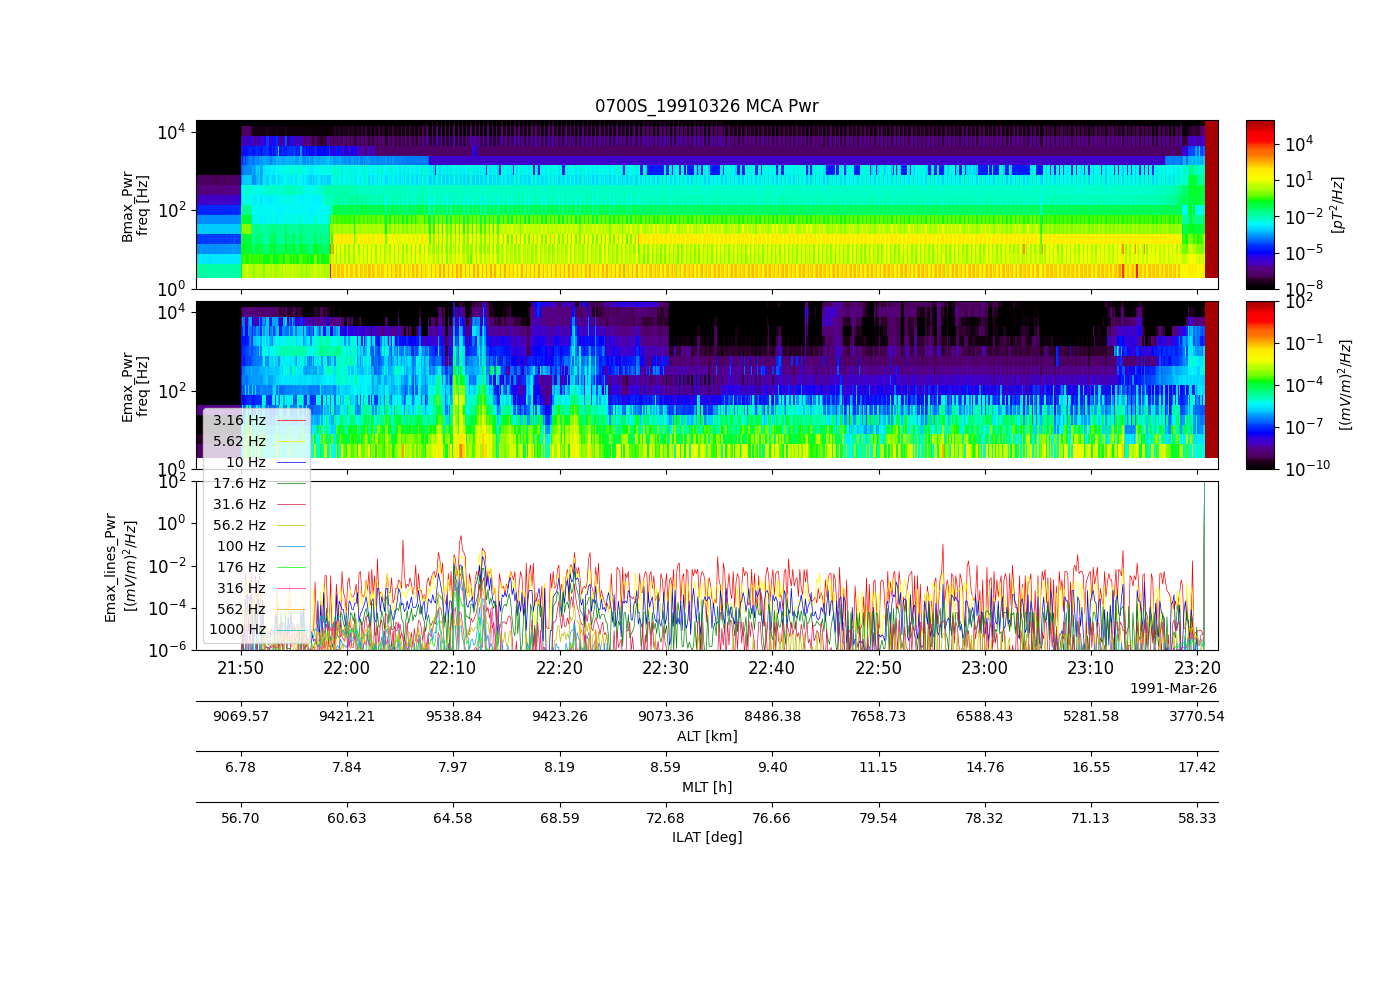 0700S_19910326 MCA Pwr
10^4
10^2
10^0
Bmax_Pwr
freq [Hz]
10^4
10^1
10^-2
10^-5
10^-8
[pT^2/Hz]
10^4
10^2
10^0
Emax_Pwr
freq [Hz]
10^2
10^-1
10^-4
10^-7
10^-10
[(mV/m)^2/Hz]
3.16 Hz
5.62 Hz
10 Hz
17.6 Hz
31.6 Hz
56.2 Hz
100 Hz
176 Hz
316 Hz
562 Hz
1000 Hz
10^2
10^0
10^-2
10^-4
10^-6
Emax_lines_Pwr
[(mV/m)^2/Hz]
21:50 22:00 22:10 22:20 22:30 22:40 22:50 23:00 23:10 23:20
1991-Mar-26
9069.57 9421.21 9538.84 9423.26 9073.36 8486.38 7658.73 6588.43 5281.58 3770.54
ALT [km]
6.78 7.84 7.97 8.19 8.59 9.40 11.15 14.76 16.55 17.42
MLT [h]
56.70 60.63 64.58 68.59 72.68 76.66 79.54 78.32 71.13 58.33
ILAT [deg]